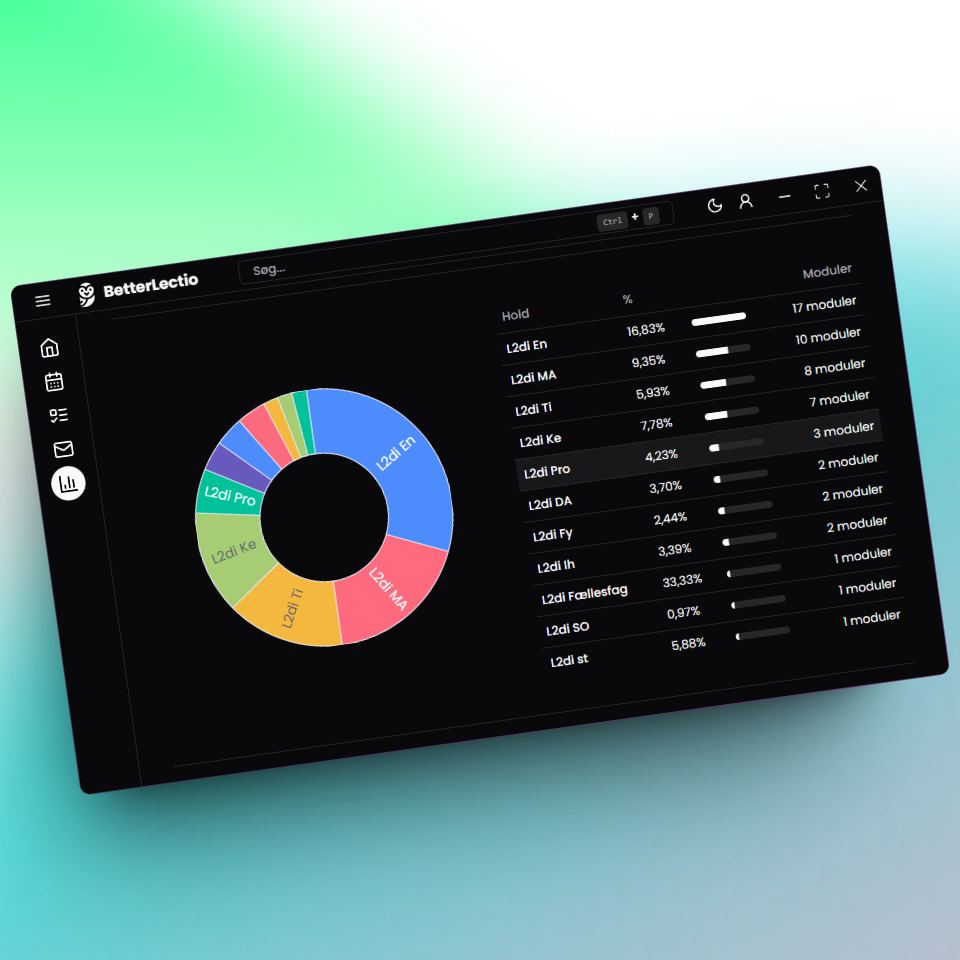 BetterLectio
Søg...
Ctrl + P
Hold % Moduler
L2di En 16,83% 17 moduler
L2di MA 9,35% 10 moduler
L2di Ti 5,93% 8 moduler
L2di Ke 7,78% 7 moduler
L2di Pro 4,23% 3 moduler
L2di DA 3,70% 2 moduler
L2di Fy 2,44% 2 moduler
L2di Ih 3,39% 2 moduler
L2di Fællesfag 33,33% 1 moduler
L2di SO 0,97% 1 moduler
L2di st 5,88% 1 moduler
L2di En
L2di MA
L2di Ti
L2di Ke
L2di Pro